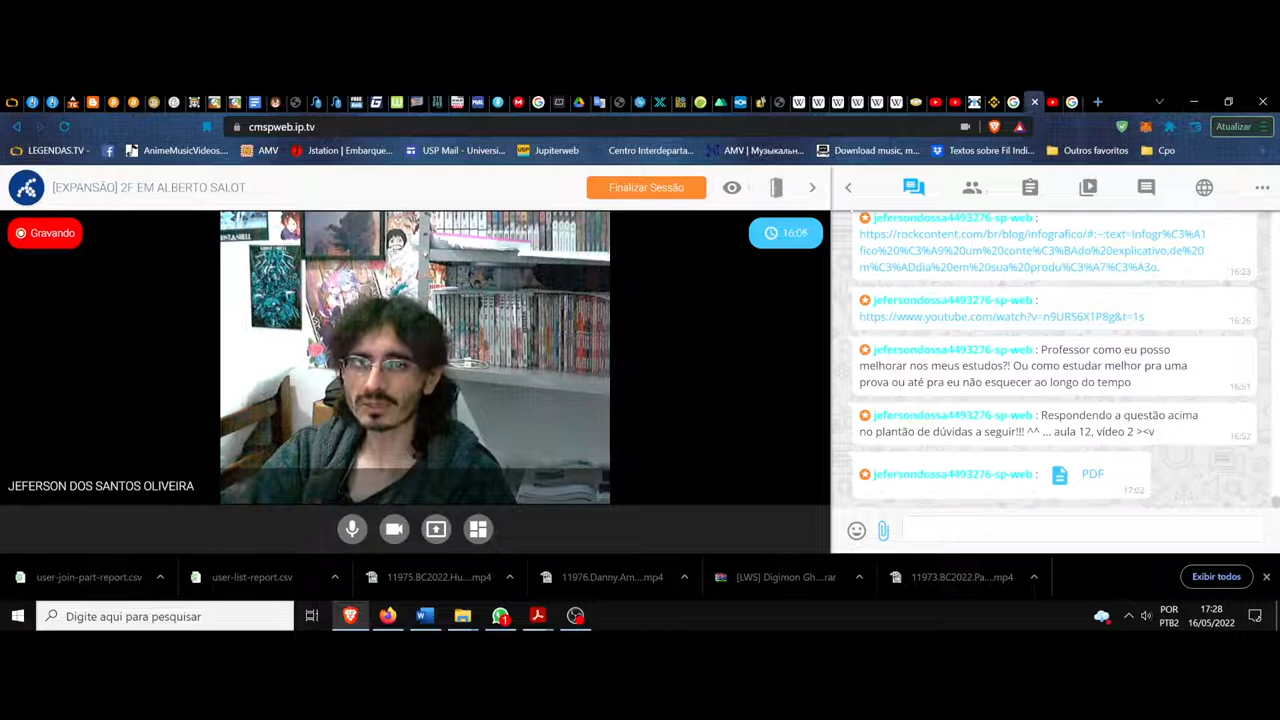 cmspweb.ip.tv
Atualizar
LEGENDAS.TV -
AnimeMusicVideos...
AMV
Jstation | Embarque...
USP Mail - Universi...
Jupiterweb
Centro Interdeparta...
AMV | Музыкальн...
Download music, m...
Textos sobre Fil Indi...
Outros favoritos
Cpo
[EXPANSÃO] 2F EM ALBERTO SALOT
Finalizar Sessão
Gravando
JEFERSON DOS SANTOS OLIVEIRA
jefersondossa4493276-sp-web :
https://rockcontent.com/br/blog/infografico/#:~:text=Infogr%C3%A1
fico%20%C3%A9%20um%20conte%C3%BAdo%20explicativo,de%20
m%C3%ADdia%20em%20sua%20produ%C3%A7%C3%A3o.
16:23
jefersondossa4493276-sp-web :
https://www.youtube.com/watch?v=n9URS6X1P8g&t=1s
16:26
jefersondossa4493276-sp-web : Professor como eu posso
melhorar nos meus estudos?! Ou como estudar melhor pra uma
prova ou até pra eu não esquecer ao longo do tempo
16:51
jefersondossa4493276-sp-web : Respondendo a questão acima
no plantão de dúvidas a seguir!!! ^^ ... aula 12, vídeo 2 ><v
16:52
jefersondossa4493276-sp-web : PDF
17:02
user-join-part-report.csv
user-list-report.csv
11975.BC2022.Hu....mp4
11976.Danny.Am....mp4
[LWS] Digimon Gh....rar
11973.BC2022.Pa....mp4
Exibir todos
Digite aqui para pesquisar
POR
PTB2
17:28
16/05/2022